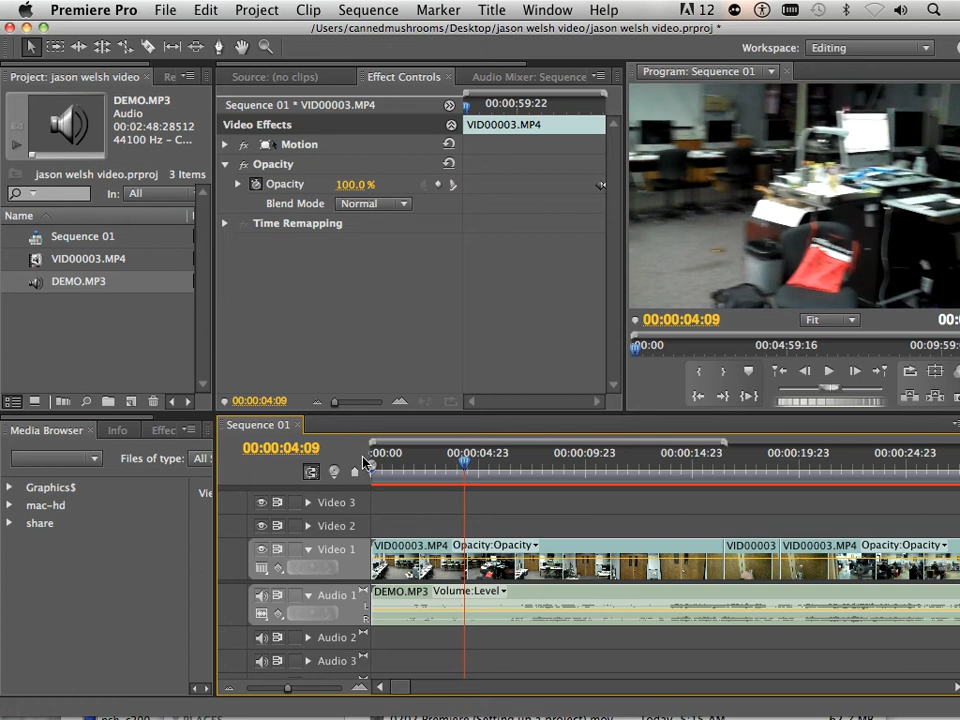 Premiere Pro File Edit Project Clip Sequence Marker Title Window Help 12
/Users/cannedmushrooms/Desktop/jason welsh video/jason welsh video.prproj *
Workspace: Editing
Project: jason welsh video × Re
Source: (no clips) Effect Controls × Audio Mixer: Sequence
Program: Sequence 01 ×
DEMO.MP3
Audio
00:02:48:28512
44100 Hz - C...
jason welsh video.prproj 3 Items
In: All
Name
Sequence 01
VID00003.MP4
DEMO.MP3
Sequence 01 * VID00003.MP4
00:00:59:22
Video Effects
VID00003.MP4
fx Motion
fx Opacity
Opacity 100.0 %
Blend Mode Normal
Time Remapping
00:00:04:09
00:00:04:09 Fit 00:
00:00 00:04:59:16 00:09:59:
Media Browser × Info Effec
Files of type: All
Graphics$
mac-hd
share
Vie
Sequence 01 ×
00:00:04:09
:00:00 00:00:04:23 00:00:09:23 00:00:14:23 00:00:19:23 00:00:24:23
Video 3
Video 2
Video 1
VID00003.MP4 Opacity:Opacity VID00003 VID00003.MP4 Opacity:Opacity
Audio 1
L
R
DEMO.MP3 Volume:Level
Audio 2
Audio 3